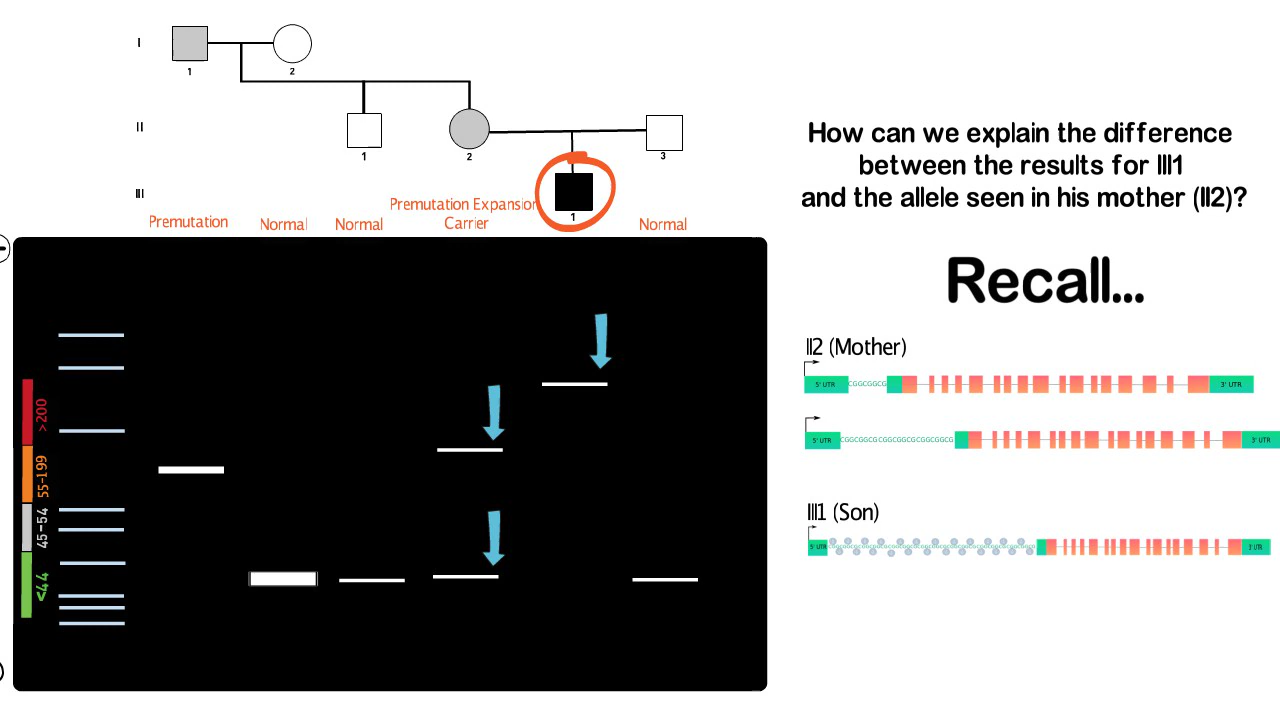 I
1
2
II
1
2
3
III
1
Premutation
Normal
Normal
Premutation Expansion
Carrier
Normal
>200
55-199
45-54
<44
How can we explain the difference
between the results for III1
and the allele seen in his mother (II2)?
Recall...
II2 (Mother)
5' UTR
CGGCGGCG
3' UTR
5' UTR
CGGCGGCGCGGCGGCGCGGCGGCG
3' UTR
III1 (Son)
5' UTR
3' UTR